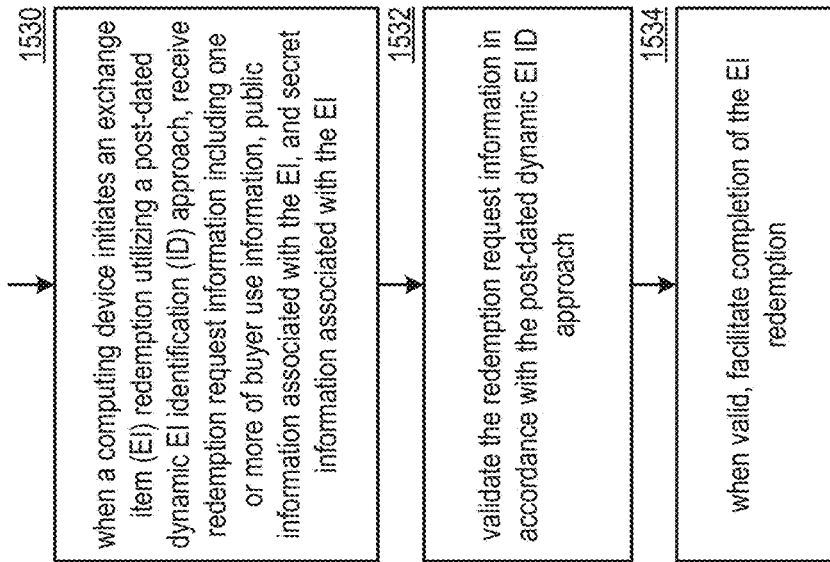 1530
when a computing device initiates an exchange
item (EI) redemption utilizing a post-dated
dynamic EI identification (ID) approach, receive
redemption request information including one
or more of buyer use information, public
information associated with the EI, and secret
information associated with the EI
1532
validate the redemption request information in
accordance with the post-dated dynamic EI ID
approach
1534
when valid, facilitate completion of the EI
redemption